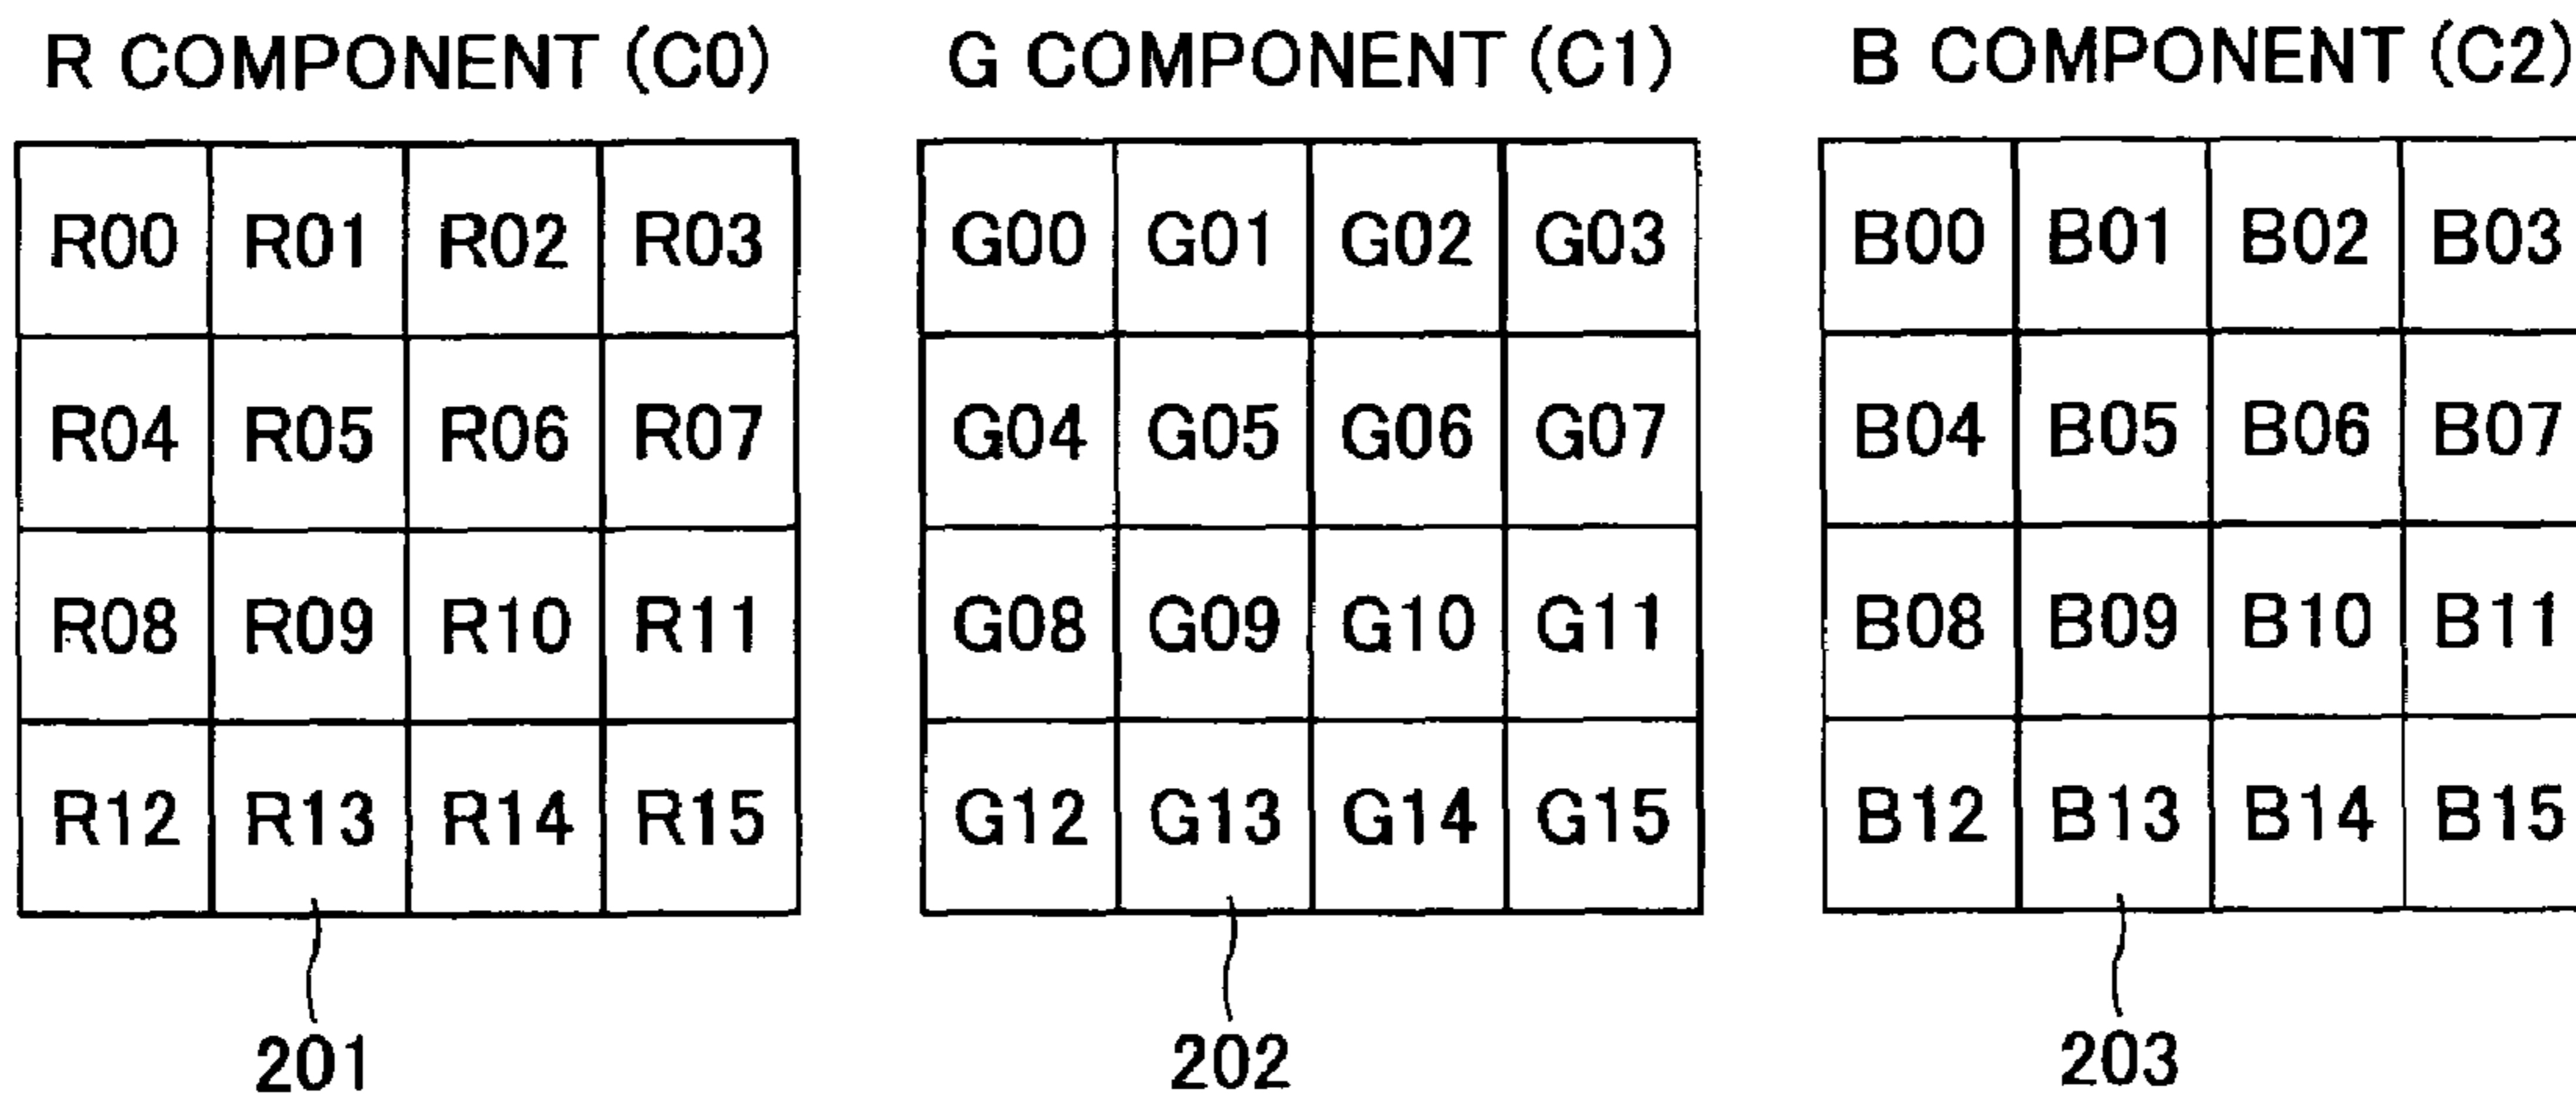 R COMPONENT (C0) G COMPONENT (C1) B COMPONENT (C2)
R00 R01 R02 R03 G00 G01 G02 G03 B00 B01 B02 B03
R04 R05 R06 R07 G04 G05 G06 G07 B04 B05 B06 B07
R08 R09 R10 R11 G08 G09 G10 G11 B08 B09 B10 B11
R12 R13 R14 R15 G12 G13 G14 G15 B12 B13 B14 B15
201 202 203